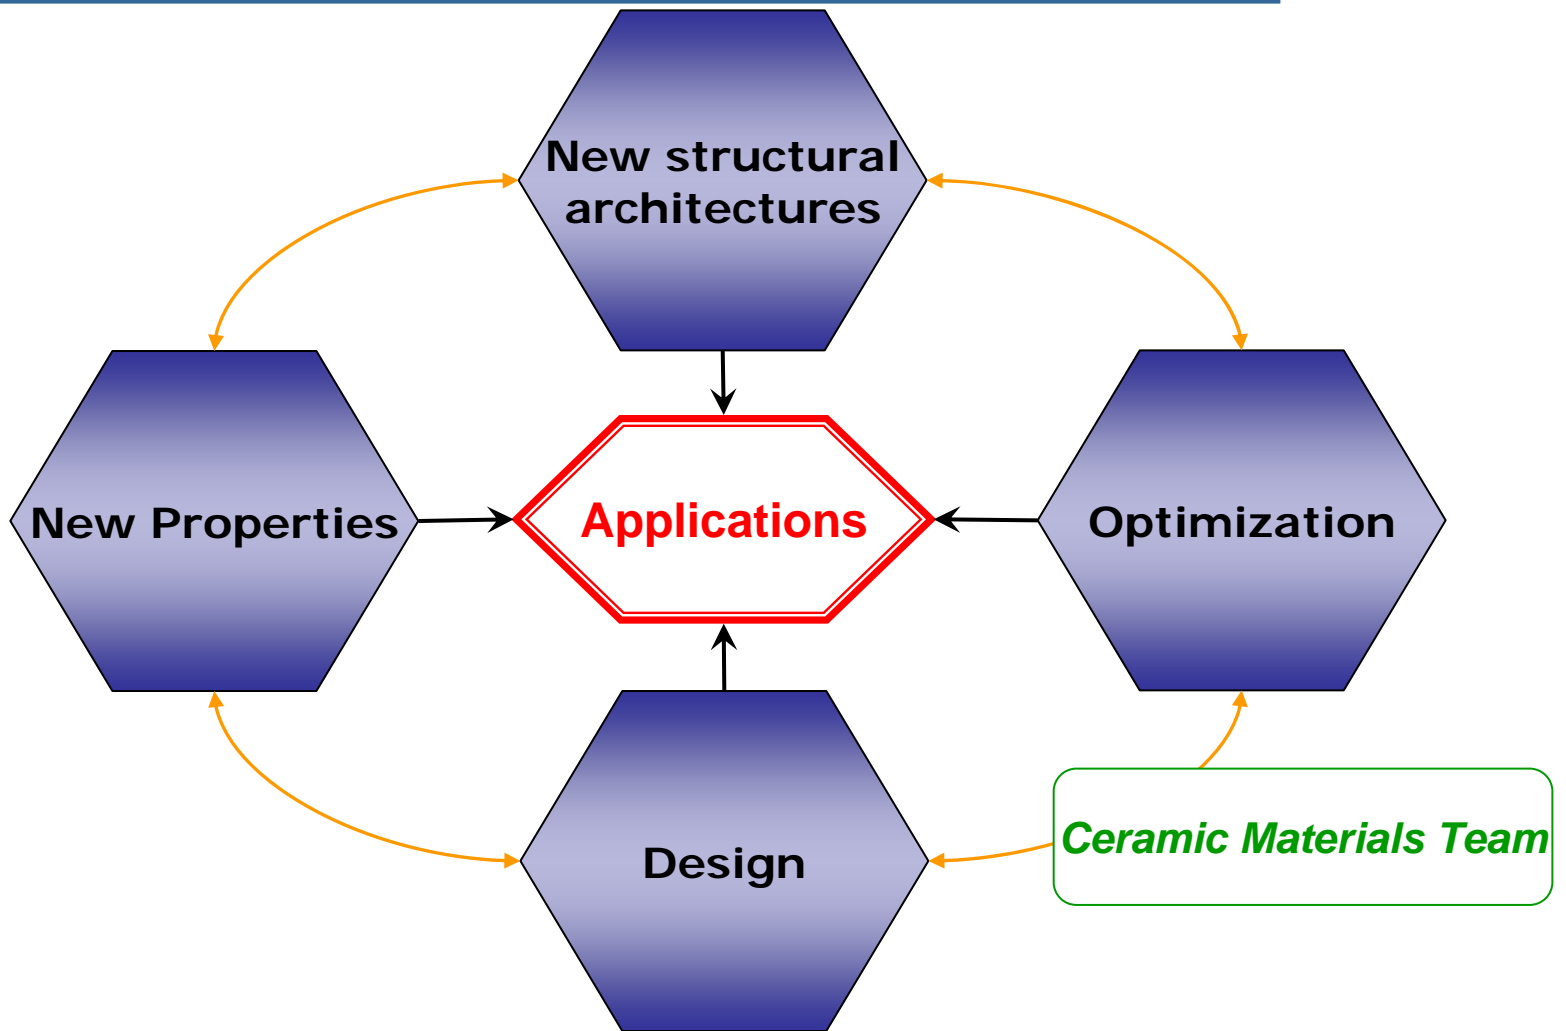 New structural
architectures
New Properties
Applications
Optimization
Design
Ceramic Materials Team